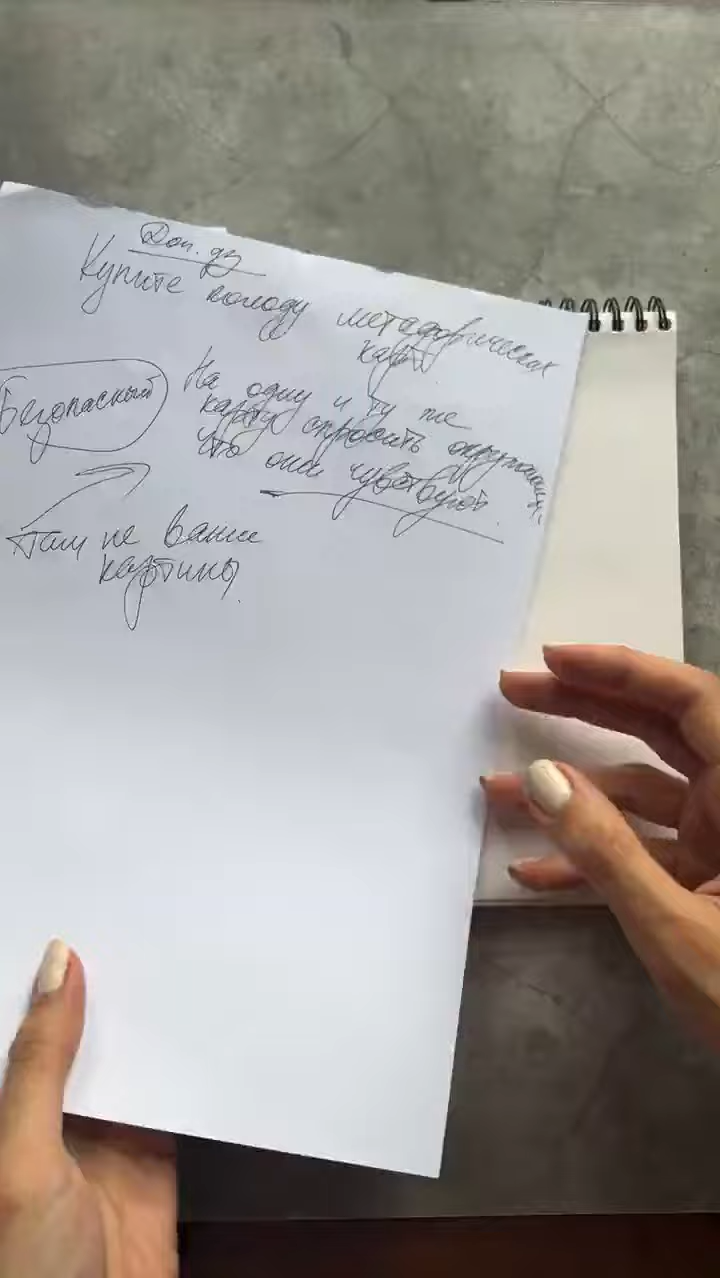 Доп. дз
Купите колоду метафорических
карт
Безопасный
На одну и ту же
карту спросить окружающих
что они чувствуют.
Там не ваши
картины.